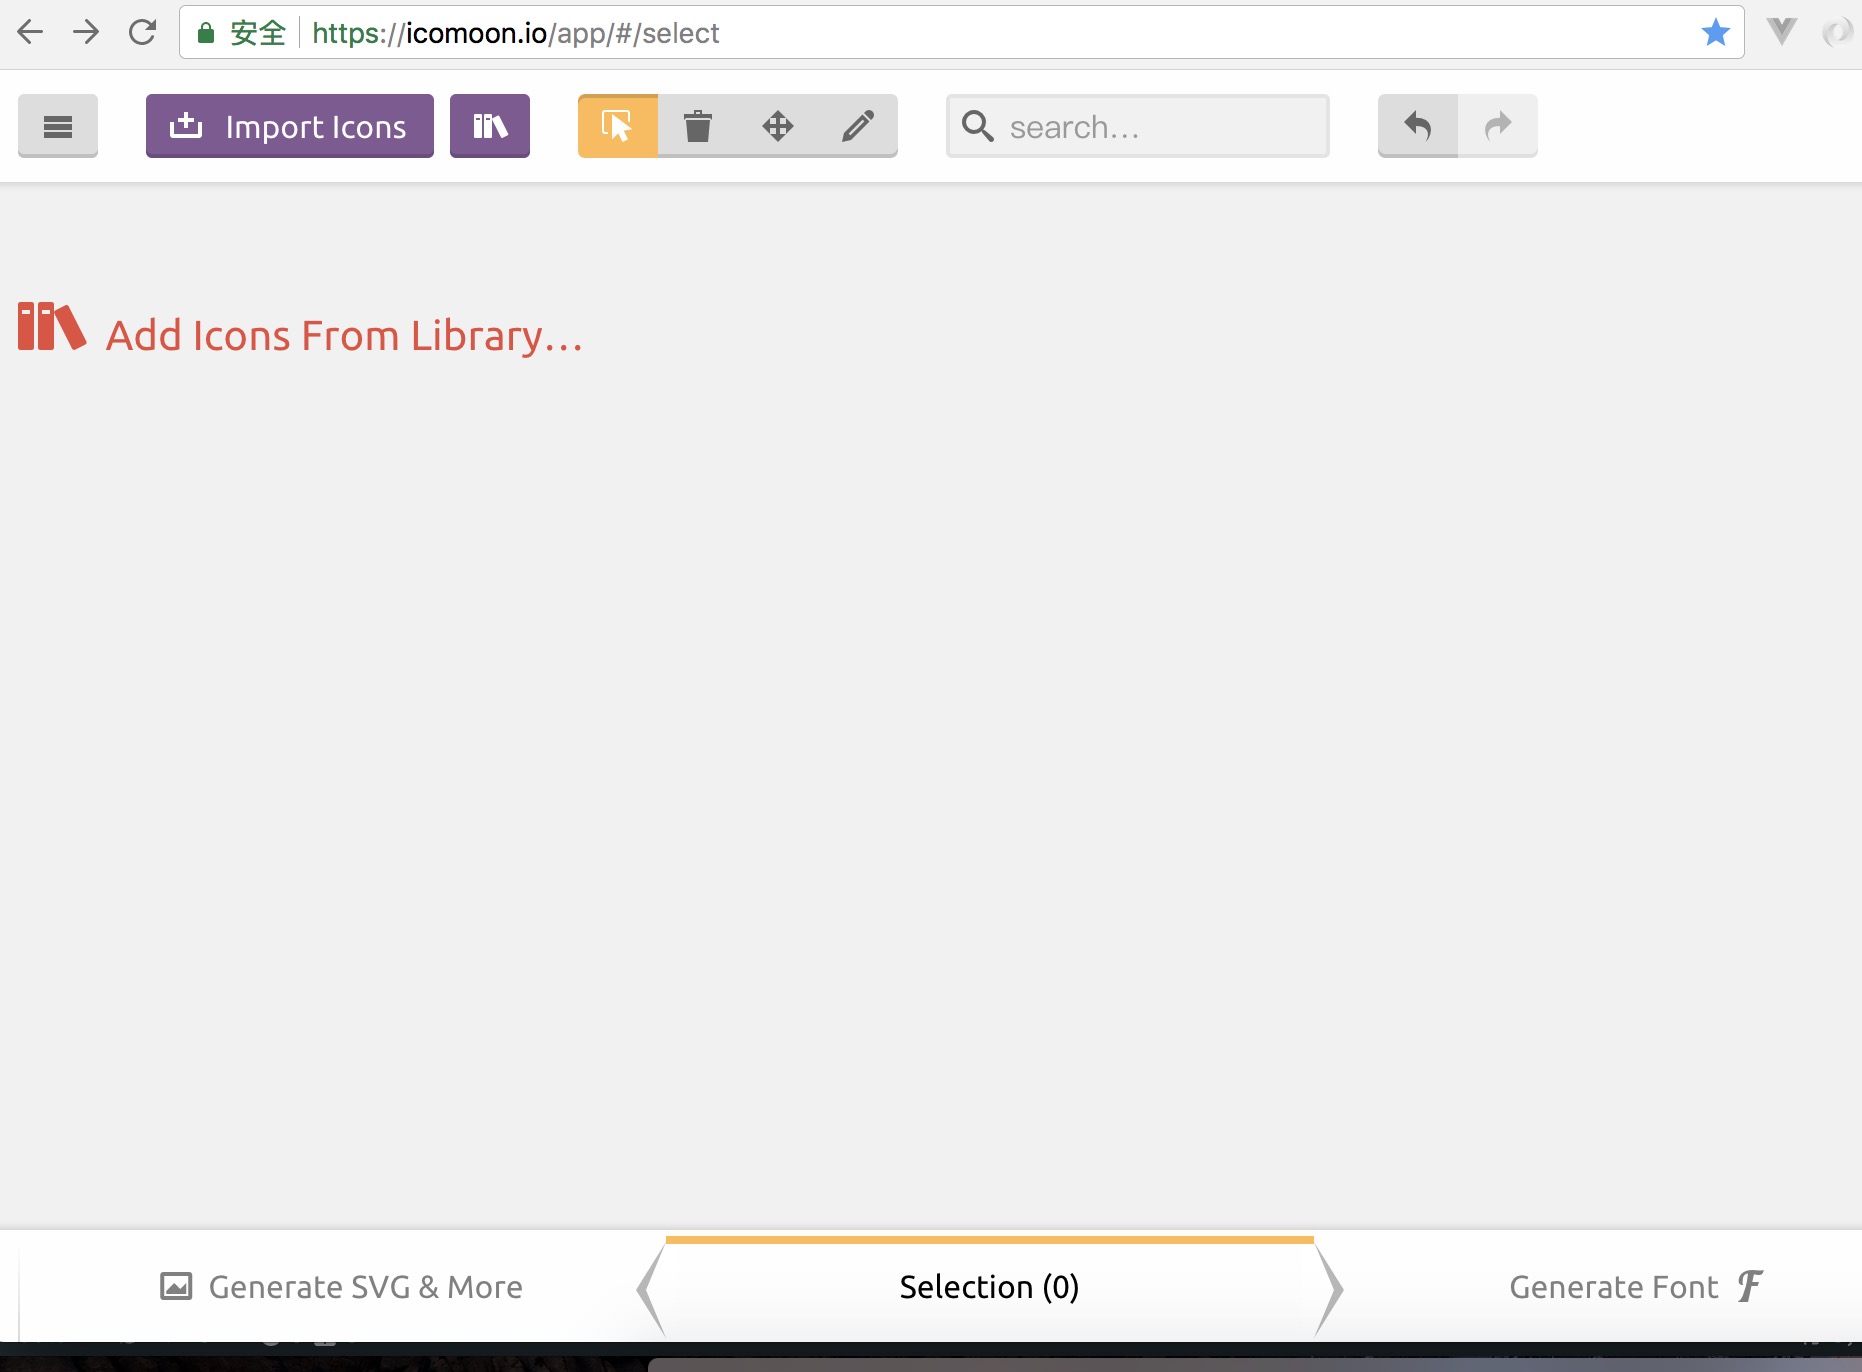 安全 https://icomoon.io/app/#/select
Import Icons search...
Add Icons From Library...
Generate SVG & More Selection (0) Generate Font